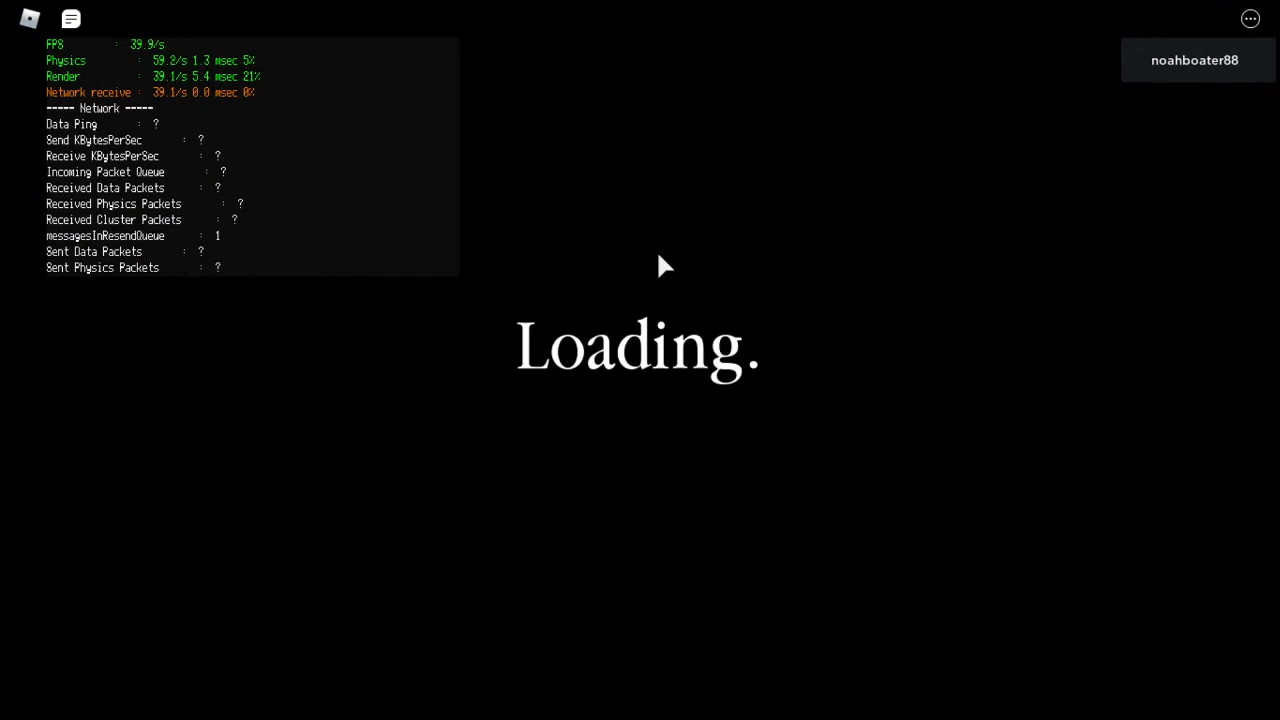 noahboater88
FPS : 39.9/s
Physics : 59.2/s 1.3 msec 5%
Render : 39.1/s 5.4 msec 21%
Network receive : 39.1/s 0.0 msec 0%
----- Network -----
Data Ping : ?
Send KBytesPerSec : ?
Receive KBytesPerSec : ?
Incoming Packet Queue : ?
Received Data Packets : ?
Received Physics Packets : ?
Received Cluster Packets : ?
messagesInResendQueue : 1
Sent Data Packets : ?
Sent Physics Packets : ?
Loading.